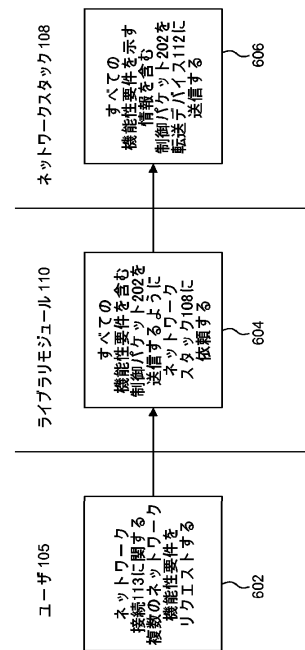 ユーザ105
ネットワーク
接続113に関する
複数のネットワーク
機能性要件を
リクエストする
602
ライブラリモジュール110
すべての
機能性要件を含む
制御パケット202を
送信するように
ネットワーク
スタック108に
依頼する
604
ネットワークスタック108
すべての
機能性要件を示す
情報を含む
制御パケット202を
転送デバイス112に
送信する
606